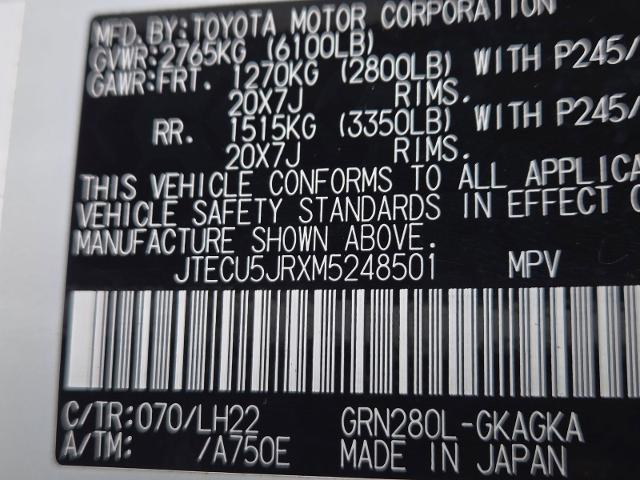 MFD.BY:TOYOTA MOTOR CORPORATION
GVWR:2765KG (6100LB)
GAWR:FRT. 1270KG (2800LB) WITH P245/
20X7J RIMS.
RR. 1515KG (3350LB) WITH P245/
20X7J RIMS.
THIS VEHICLE CONFORMS TO ALL APPLICA
VEHICLE SAFETY STANDARDS IN EFFECT
MANUFACTURE SHOWN ABOVE.
JTECU5JRXM5248501 MPV
C/TR:070/LH22 GRN280L-GKAGKA
A/TM: /A750E MADE IN JAPAN